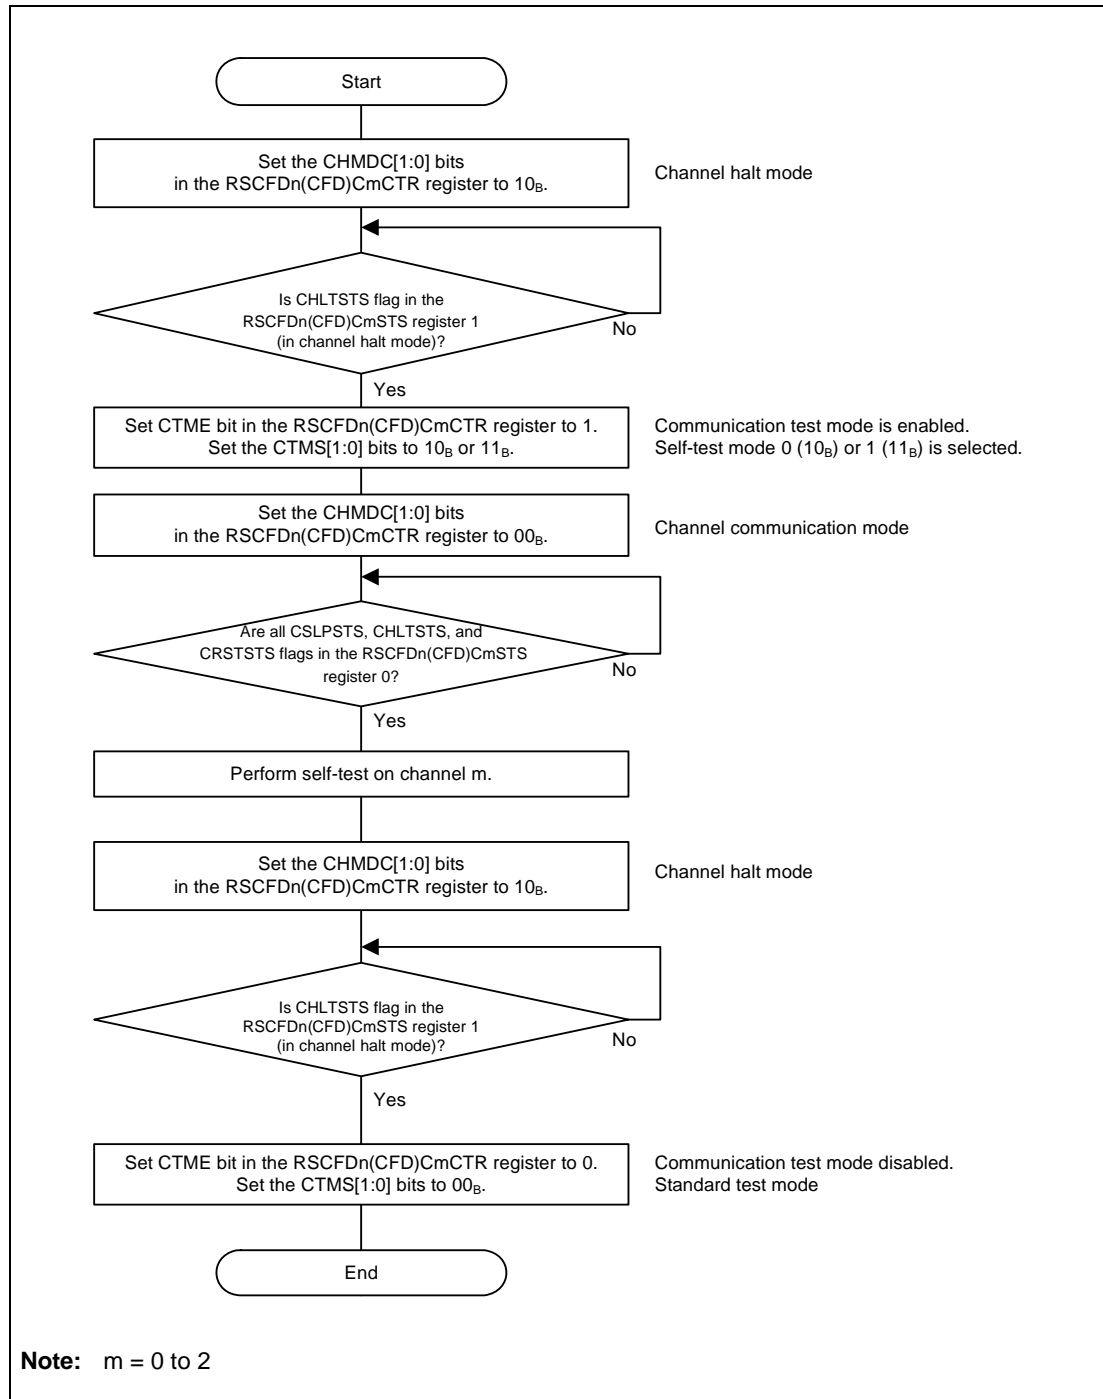 Start
Set the CHMDC[1:0] bits
in the RSCFDn(CFD)CmCTR register to 10B.
Channel halt mode
Is CHLTSTS flag in the
RSCFDn(CFD)CmSTS register 1
(in channel halt mode)?
No
Yes
Set CTME bit in the RSCFDn(CFD)CmCTR register to 1.
Set the CTMS[1:0] bits to 10B or 11B.
Communication test mode is enabled.
Self-test mode 0 (10B) or 1 (11B) is selected.
Set the CHMDC[1:0] bits
in the RSCFDn(CFD)CmCTR register to 00B.
Channel communication mode
Are all CSLPSTS, CHLTSTS, and
CRSTSTS flags in the RSCFDn(CFD)CmSTS
register 0?
No
Yes
Perform self-test on channel m.
Set the CHMDC[1:0] bits
in the RSCFDn(CFD)CmCTR register to 10B.
Channel halt mode
Is CHLTSTS flag in the
RSCFDn(CFD)CmSTS register 1
(in channel halt mode)?
No
Yes
Set CTME bit in the RSCFDn(CFD)CmCTR register to 0.
Set the CTMS[1:0] bits to 00B.
Communication test mode disabled.
Standard test mode
End
Note: m = 0 to 2